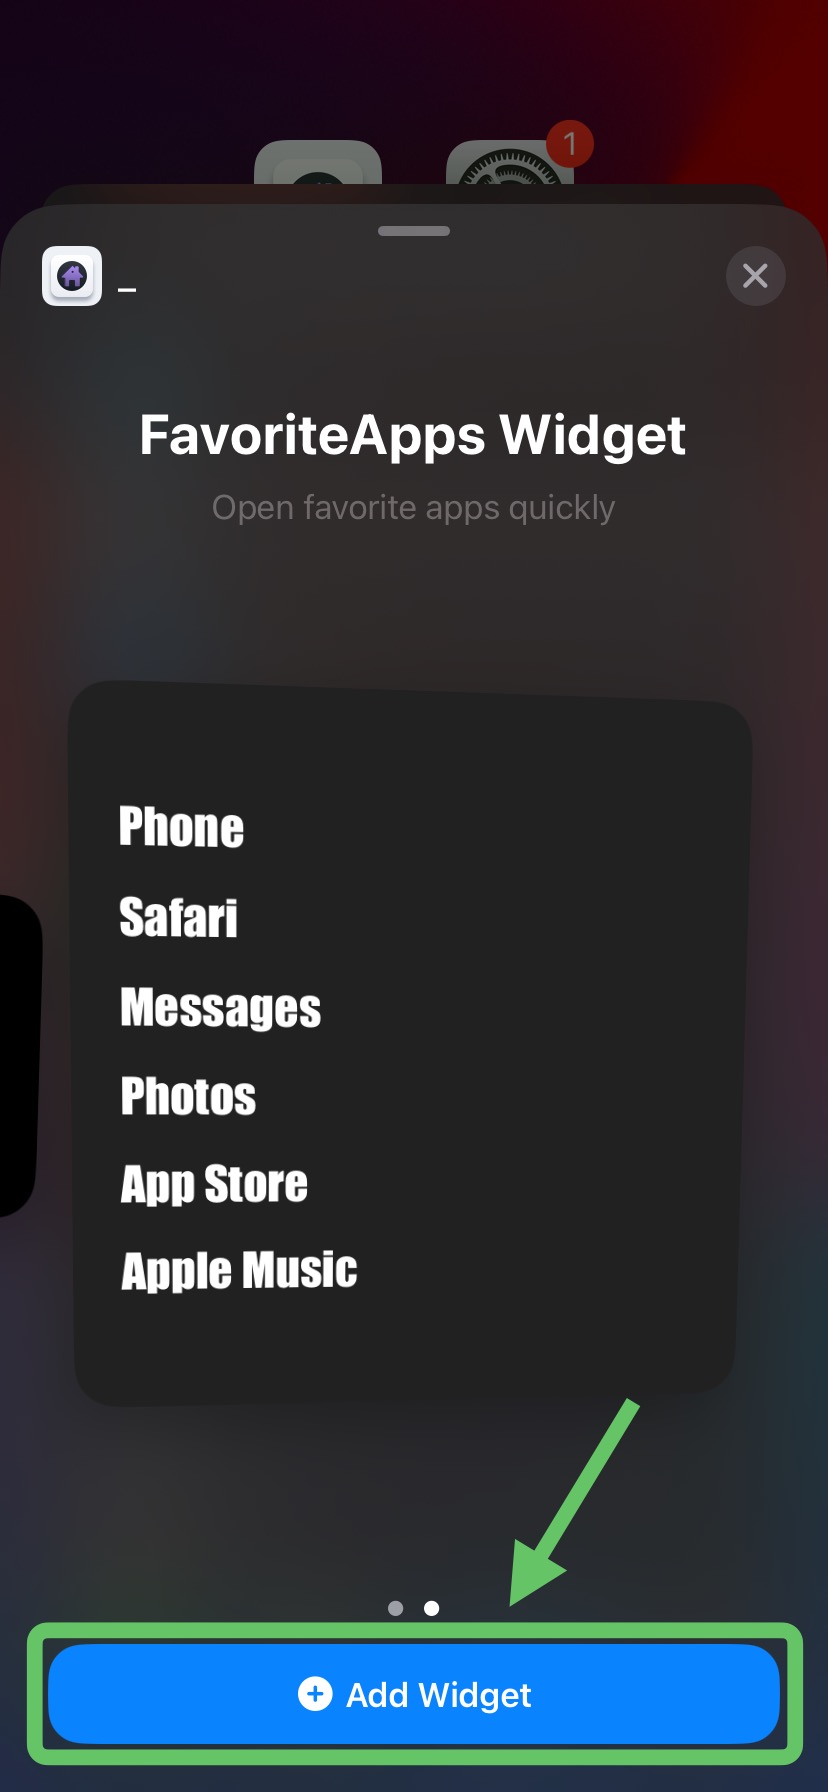 1
_
FavoriteApps Widget
Open favorite apps quickly
Phone
Safari
Messages
Photos
App Store
Apple Music
Add Widget